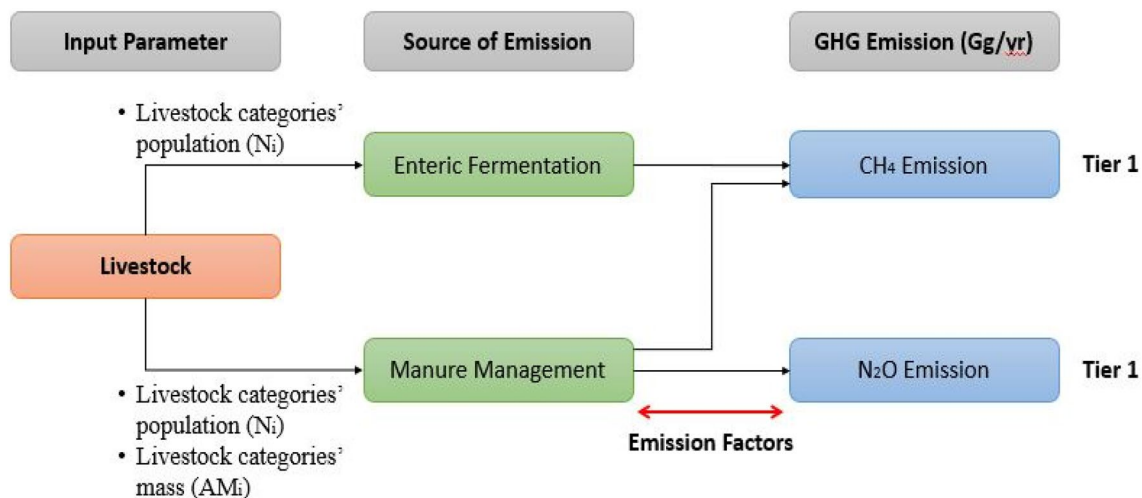 Input Parameter
Source of Emission
GHG Emission (Gg/yr)
• Livestock categories’
population (Nᵢ)
Enteric Fermentation
CH₄ Emission
Tier 1
Livestock
Manure Management
N₂O Emission
Tier 1
• Livestock categories’
population (Nᵢ)
• Livestock categories’
mass (AMᵢ)
Emission Factors